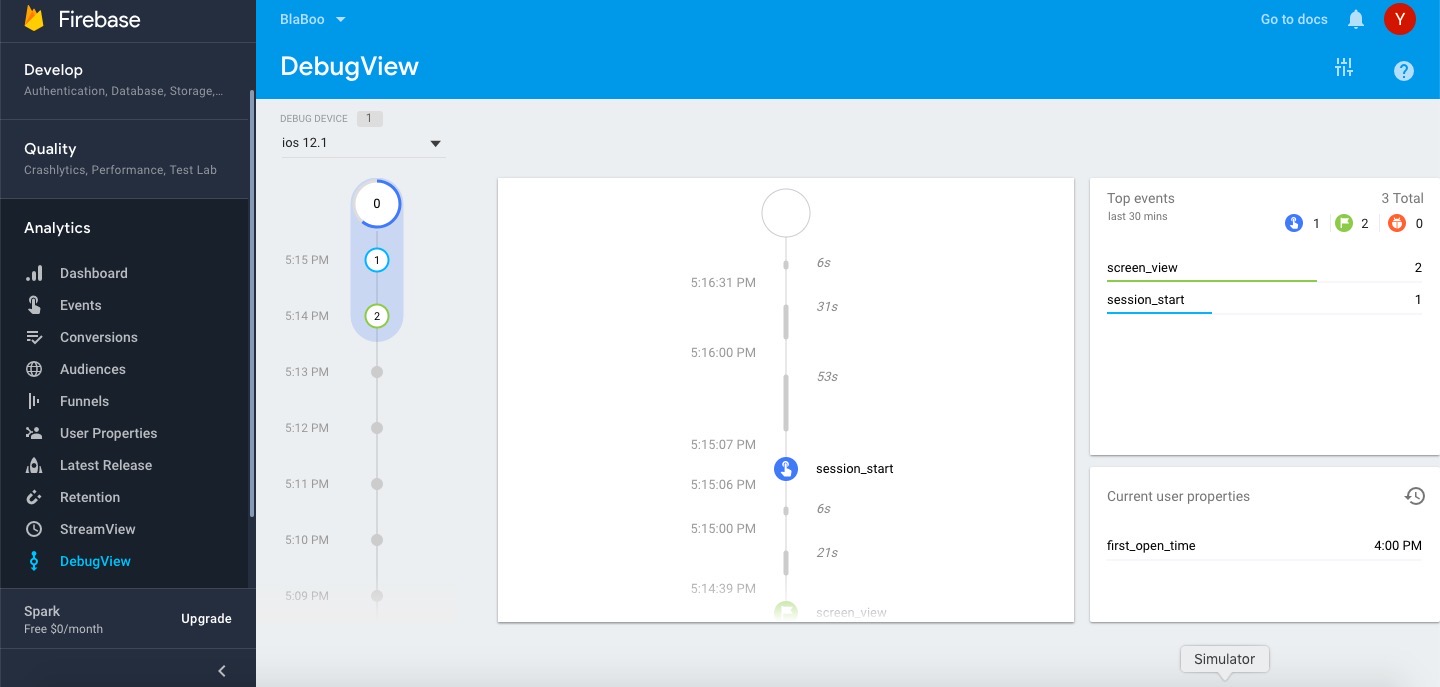 Firebase
Develop
Authentication, Database, Storage,...
Quality
Crashlytics, Performance, Test Lab
Analytics
Dashboard
Events
Conversions
Audiences
Funnels
User Properties
Latest Release
Retention
StreamView
DebugView
Spark
Free $0/month
Upgrade
BlaBoo
Go to docs
Y
DebugView
DEBUG DEVICE 1
ios 12.1
0
5:15 PM 1
5:14 PM 2
5:13 PM
5:12 PM
5:11 PM
5:10 PM
5:09 PM
6s
5:16:31 PM
31s
5:16:00 PM
53s
5:15:07 PM
session_start
5:15:06 PM
6s
5:15:00 PM
21s
5:14:39 PM
screen_view
Top events 3 Total
last 30 mins
1 2 0
screen_view 2
session_start 1
Current user properties
first_open_time 4:00 PM
Simulator